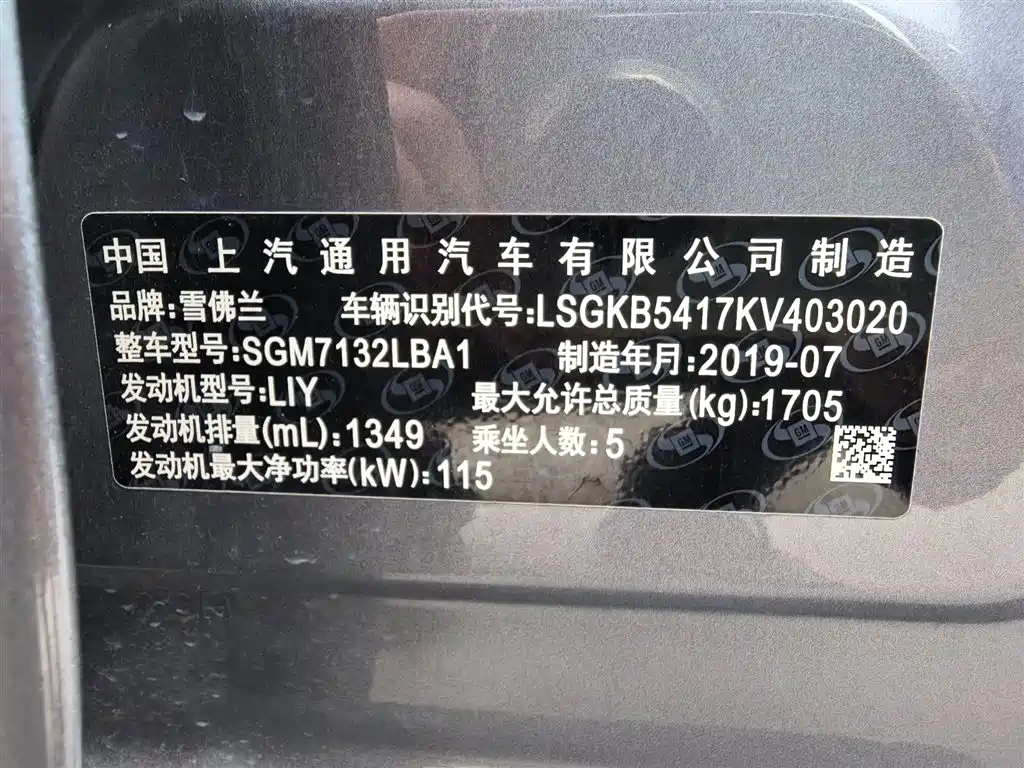 中国 上汽通用汽车有限公司制造
品牌:雪佛兰 车辆识别代号:LSGKB5417KV403020
整车型号:SGM7132LBA1 制造年月:2019-07
发动机型号:LIY 最大允许总质量(kg):1705
发动机排量(mL):1349 乘坐人数:5
发动机最大净功率(kW):115
GM